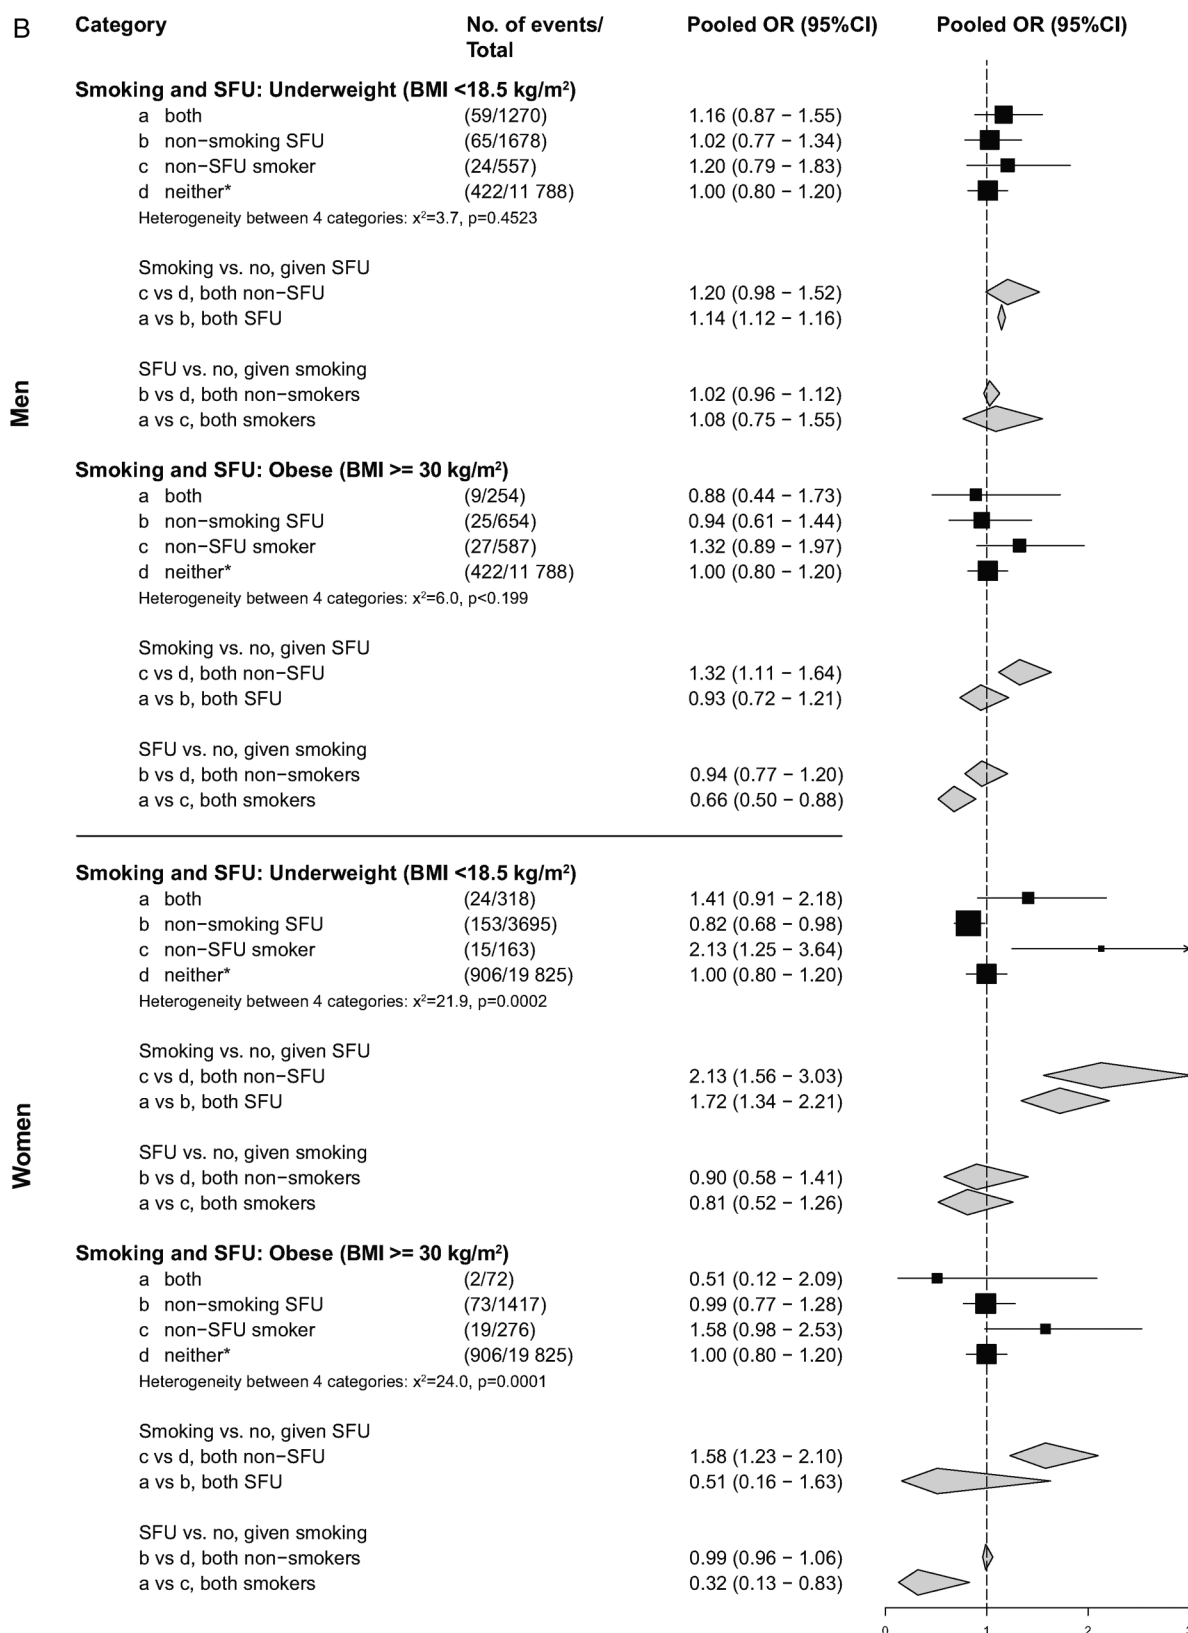 B
Category No. of events/ Pooled OR (95%CI) Pooled OR (95%CI)
Total
Smoking and SFU: Underweight (BMI <18.5 kg/m²)
a both (59/1270) 1.16 (0.87 − 1.55)
b non−smoking SFU (65/1678) 1.02 (0.77 − 1.34)
c non−SFU smoker (24/557) 1.20 (0.79 − 1.83)
d neither* (422/11 788) 1.00 (0.80 − 1.20)
Heterogeneity between 4 categories: x²=3.7, p=0.4523
Smoking vs. no, given SFU
c vs d, both non−SFU 1.20 (0.98 − 1.52)
a vs b, both SFU 1.14 (1.12 − 1.16)
SFU vs. no, given smoking
b vs d, both non−smokers 1.02 (0.96 − 1.12)
a vs c, both smokers 1.08 (0.75 − 1.55)
Men
Smoking and SFU: Obese (BMI >= 30 kg/m²)
a both (9/254) 0.88 (0.44 − 1.73)
b non−smoking SFU (25/654) 0.94 (0.61 − 1.44)
c non−SFU smoker (27/587) 1.32 (0.89 − 1.97)
d neither* (422/11 788) 1.00 (0.80 − 1.20)
Heterogeneity between 4 categories: x²=6.0, p<0.199
Smoking vs. no, given SFU
c vs d, both non−SFU 1.32 (1.11 − 1.64)
a vs b, both SFU 0.93 (0.72 − 1.21)
SFU vs. no, given smoking
b vs d, both non−smokers 0.94 (0.77 − 1.20)
a vs c, both smokers 0.66 (0.50 − 0.88)
Smoking and SFU: Underweight (BMI <18.5 kg/m²)
a both (24/318) 1.41 (0.91 − 2.18)
b non−smoking SFU (153/3695) 0.82 (0.68 − 0.98)
c non−SFU smoker (15/163) 2.13 (1.25 − 3.64)
d neither* (906/19 825) 1.00 (0.80 − 1.20)
Heterogeneity between 4 categories: x²=21.9, p=0.0002
Smoking vs. no, given SFU
c vs d, both non−SFU 2.13 (1.56 − 3.03)
a vs b, both SFU 1.72 (1.34 − 2.21)
Women
SFU vs. no, given smoking
b vs d, both non−smokers 0.90 (0.58 − 1.41)
a vs c, both smokers 0.81 (0.52 − 1.26)
Smoking and SFU: Obese (BMI >= 30 kg/m²)
a both (2/72) 0.51 (0.12 − 2.09)
b non−smoking SFU (73/1417) 0.99 (0.77 − 1.28)
c non−SFU smoker (19/276) 1.58 (0.98 − 2.53)
d neither* (906/19 825) 1.00 (0.80 − 1.20)
Heterogeneity between 4 categories: x²=24.0, p=0.0001
Smoking vs. no, given SFU
c vs d, both non−SFU 1.58 (1.23 − 2.10)
a vs b, both SFU 0.51 (0.16 − 1.63)
SFU vs. no, given smoking
b vs d, both non−smokers 0.99 (0.96 − 1.06)
a vs c, both smokers 0.32 (0.13 − 0.83)
0 1 2